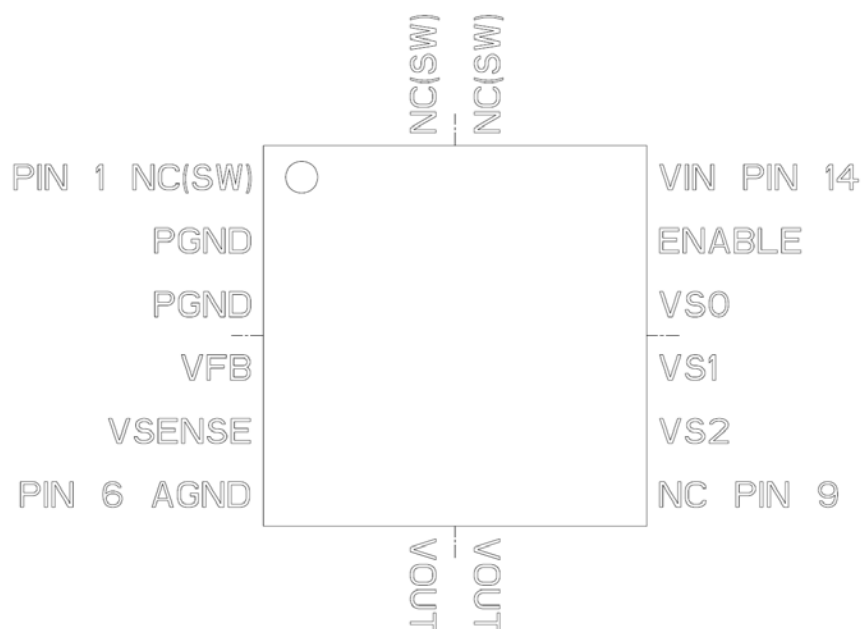 NC(SW) NC(SW)
PIN 1 NC(SW) VIN PIN 14
PGND ENABLE
PGND VS0
VFB VS1
VSENSE VS2
PIN 6 AGND NC PIN 9
VOUT VOUT